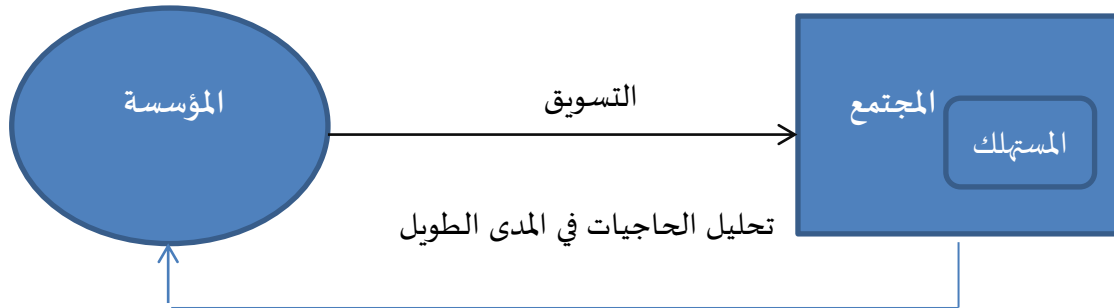 المؤسسة
التسويق
المجتمع
المستهلك
تحليل الحاجيات في المدى الطويل